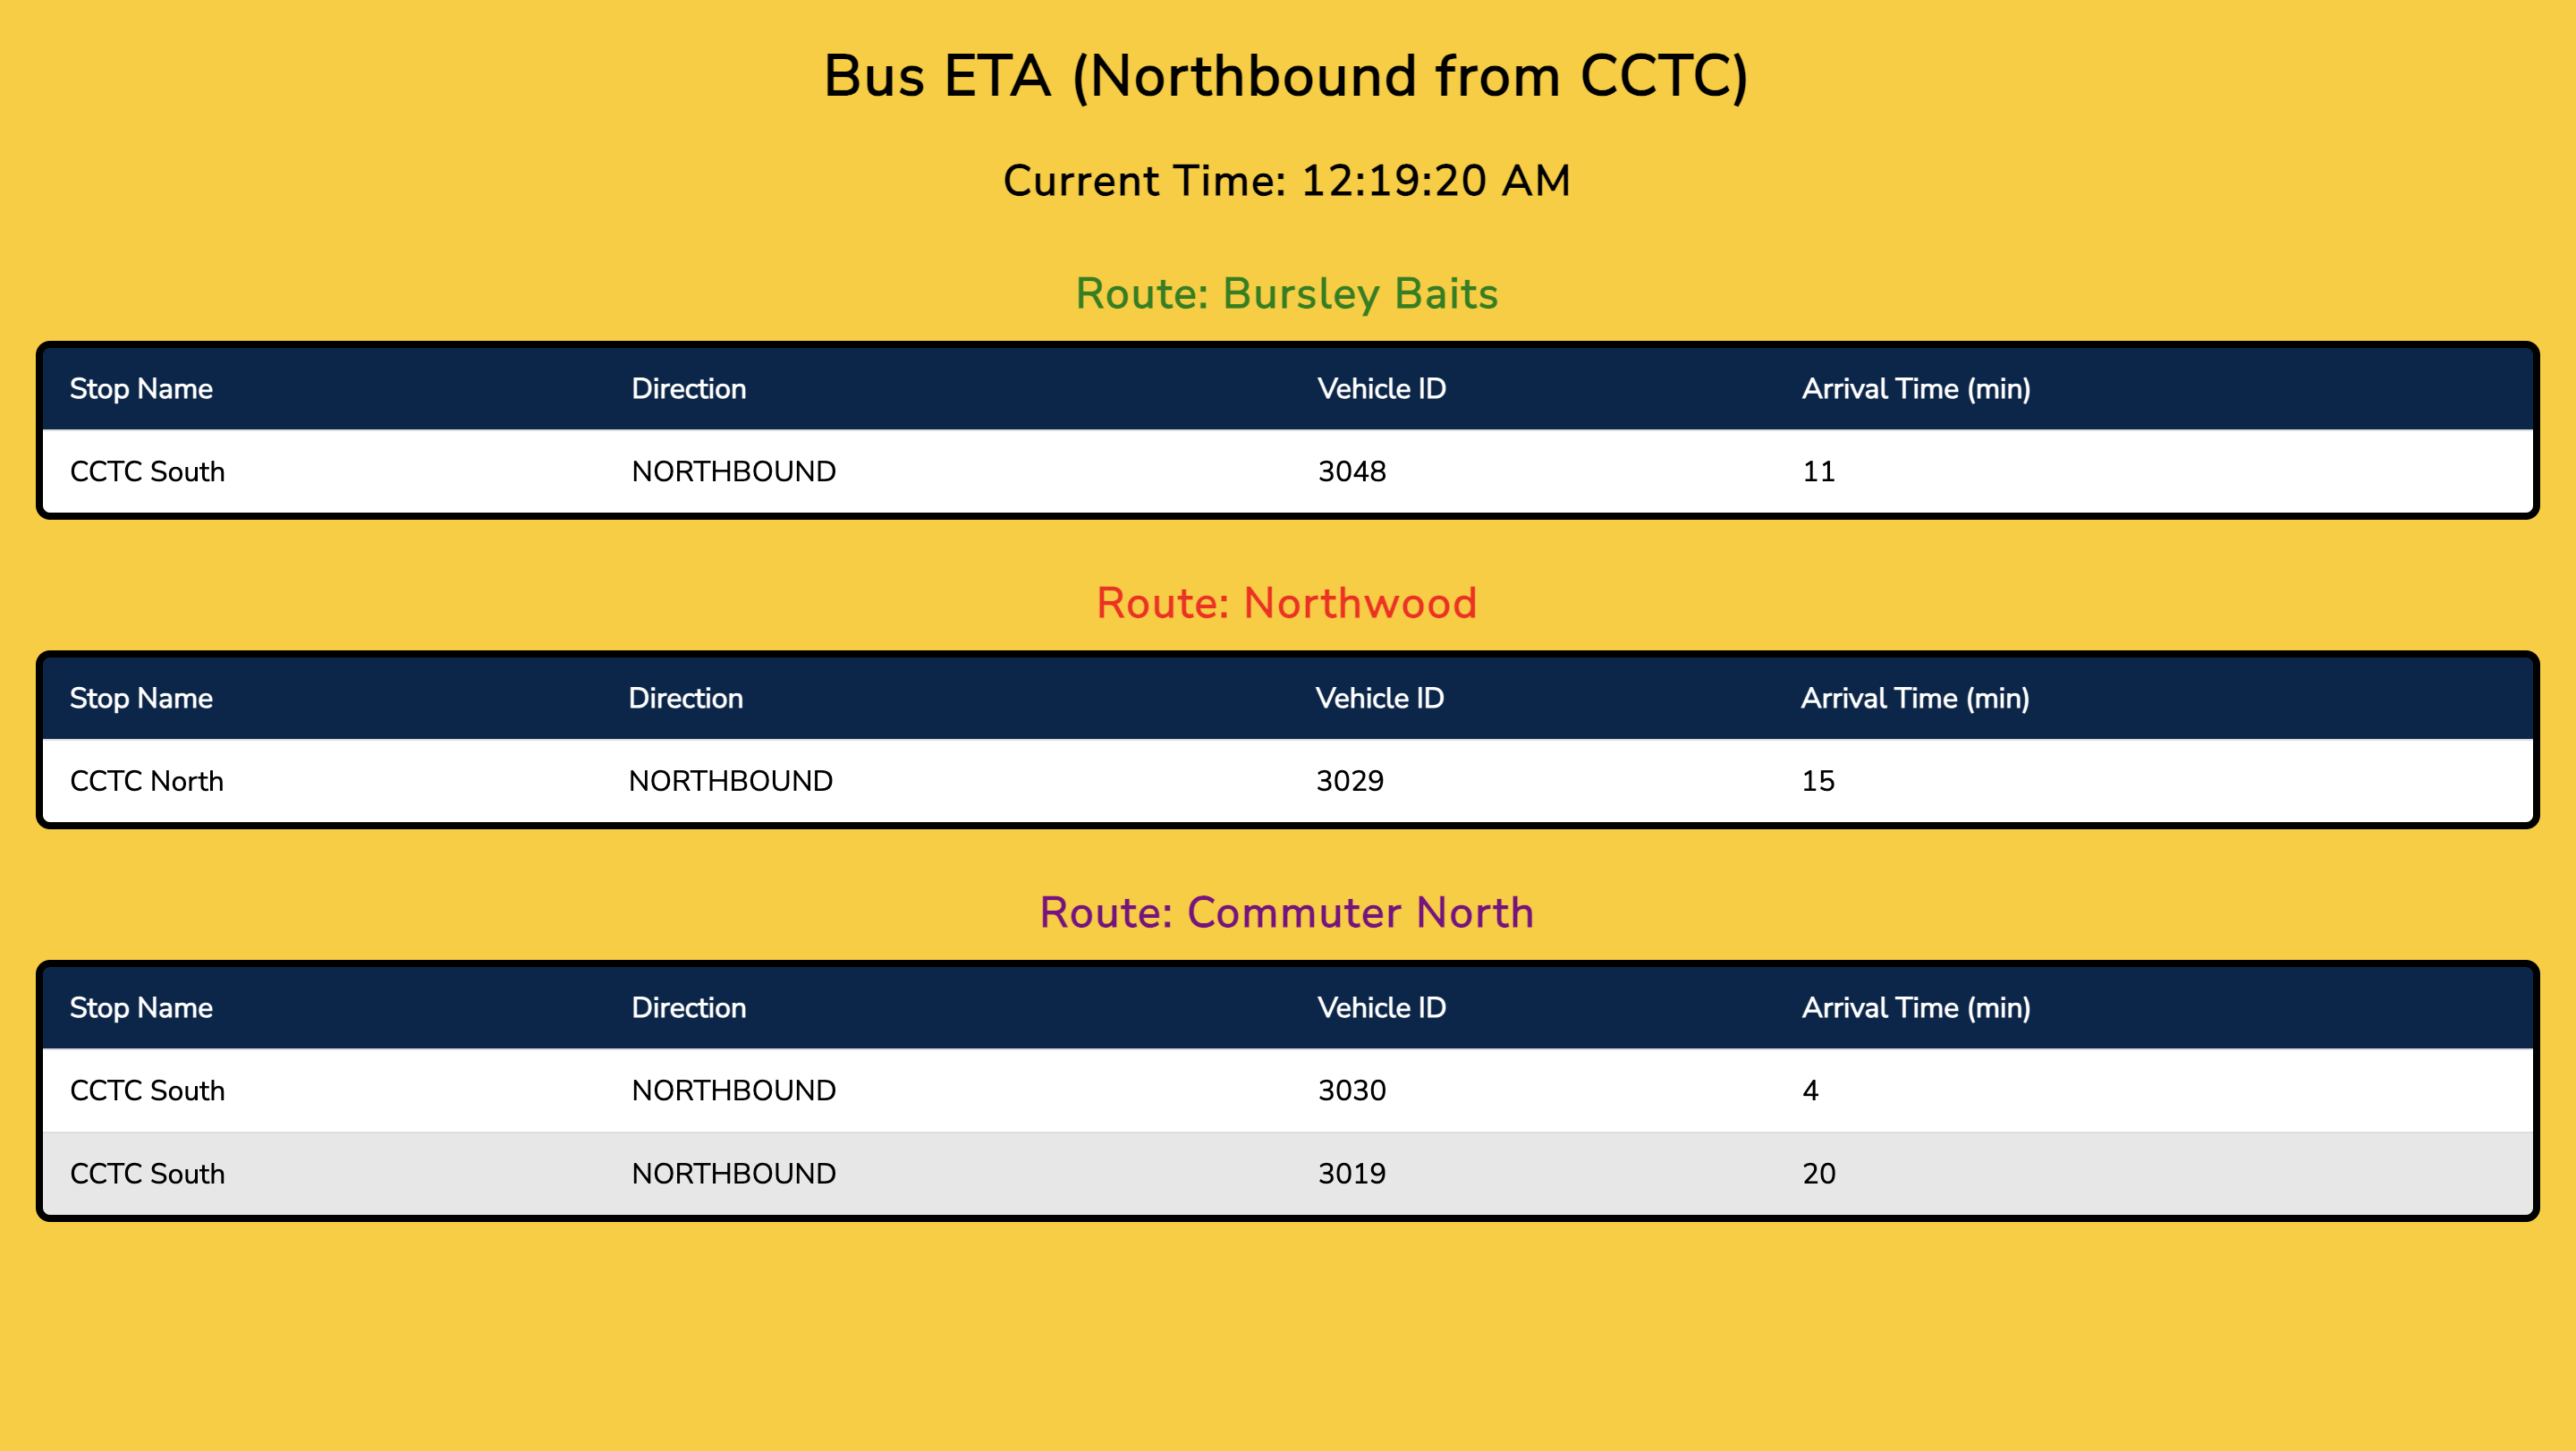 Bus ETA (Northbound from CCTC)
Current Time: 12:19:20 AM
Route: Bursley Baits
Stop Name Direction Vehicle ID Arrival Time (min)
CCTC South NORTHBOUND 3048 11
Route: Northwood
Stop Name Direction Vehicle ID Arrival Time (min)
CCTC North NORTHBOUND 3029 15
Route: Commuter North
Stop Name Direction Vehicle ID Arrival Time (min)
CCTC South NORTHBOUND 3030 4
CCTC South NORTHBOUND 3019 20